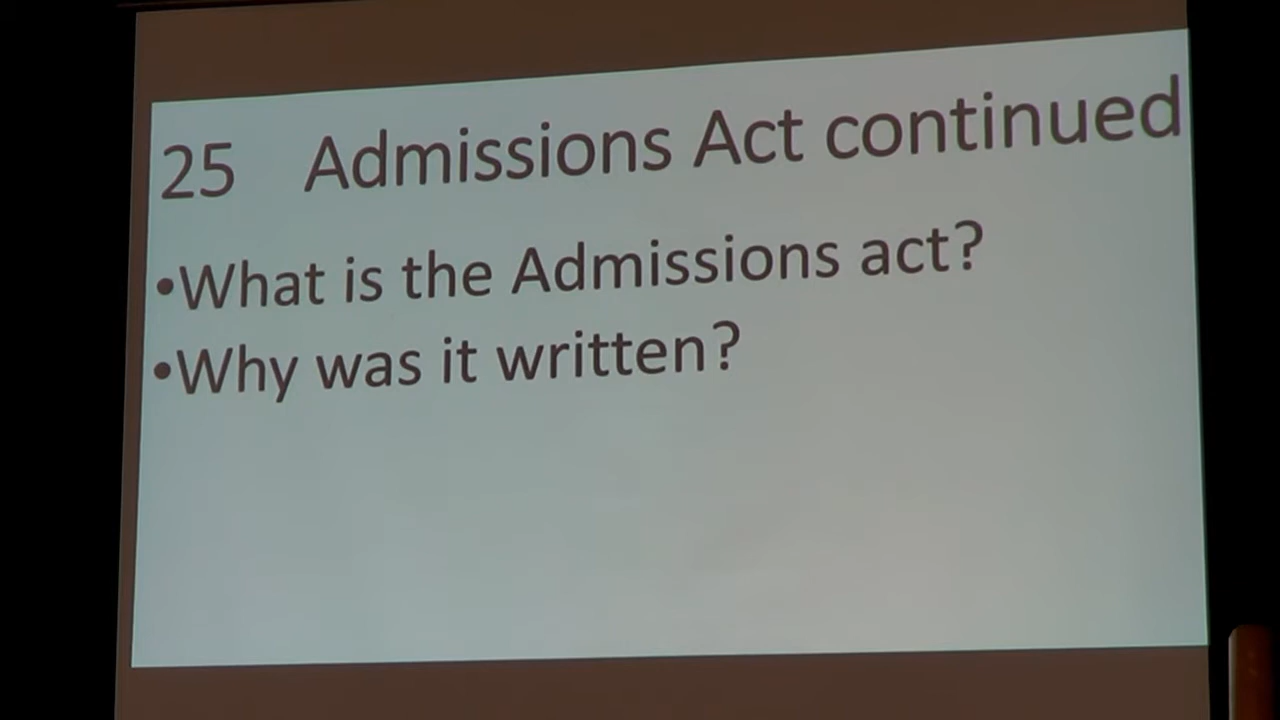 25 Admissions Act continued
•What is the Admissions act?
•Why was it written?